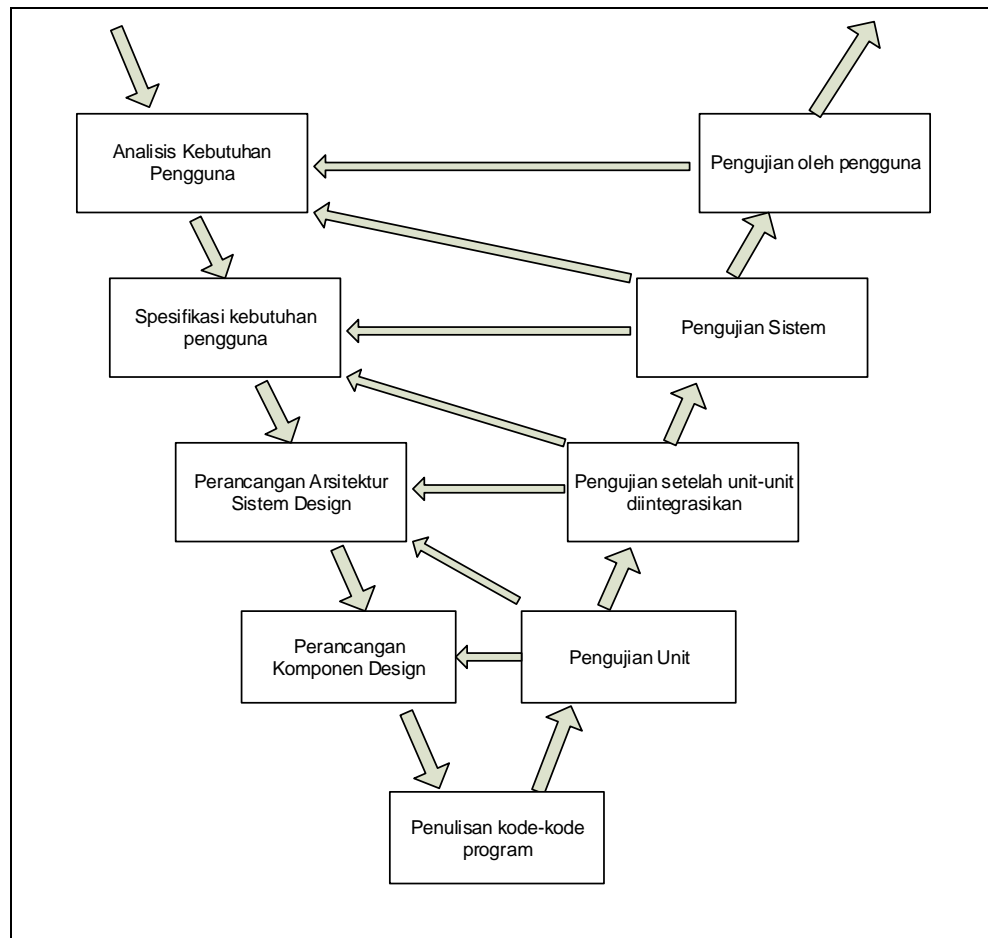 Analisis Kebutuhan
Pengguna
Pengujian oleh pengguna
Spesifikasi kebutuhan
pengguna
Pengujian Sistem
Perancangan Arsitektur
Sistem Design
Pengujian setelah unit-unit
diintegrasikan
Perancangan
Komponen Design
Pengujian Unit
Penulisan kode-kode
program